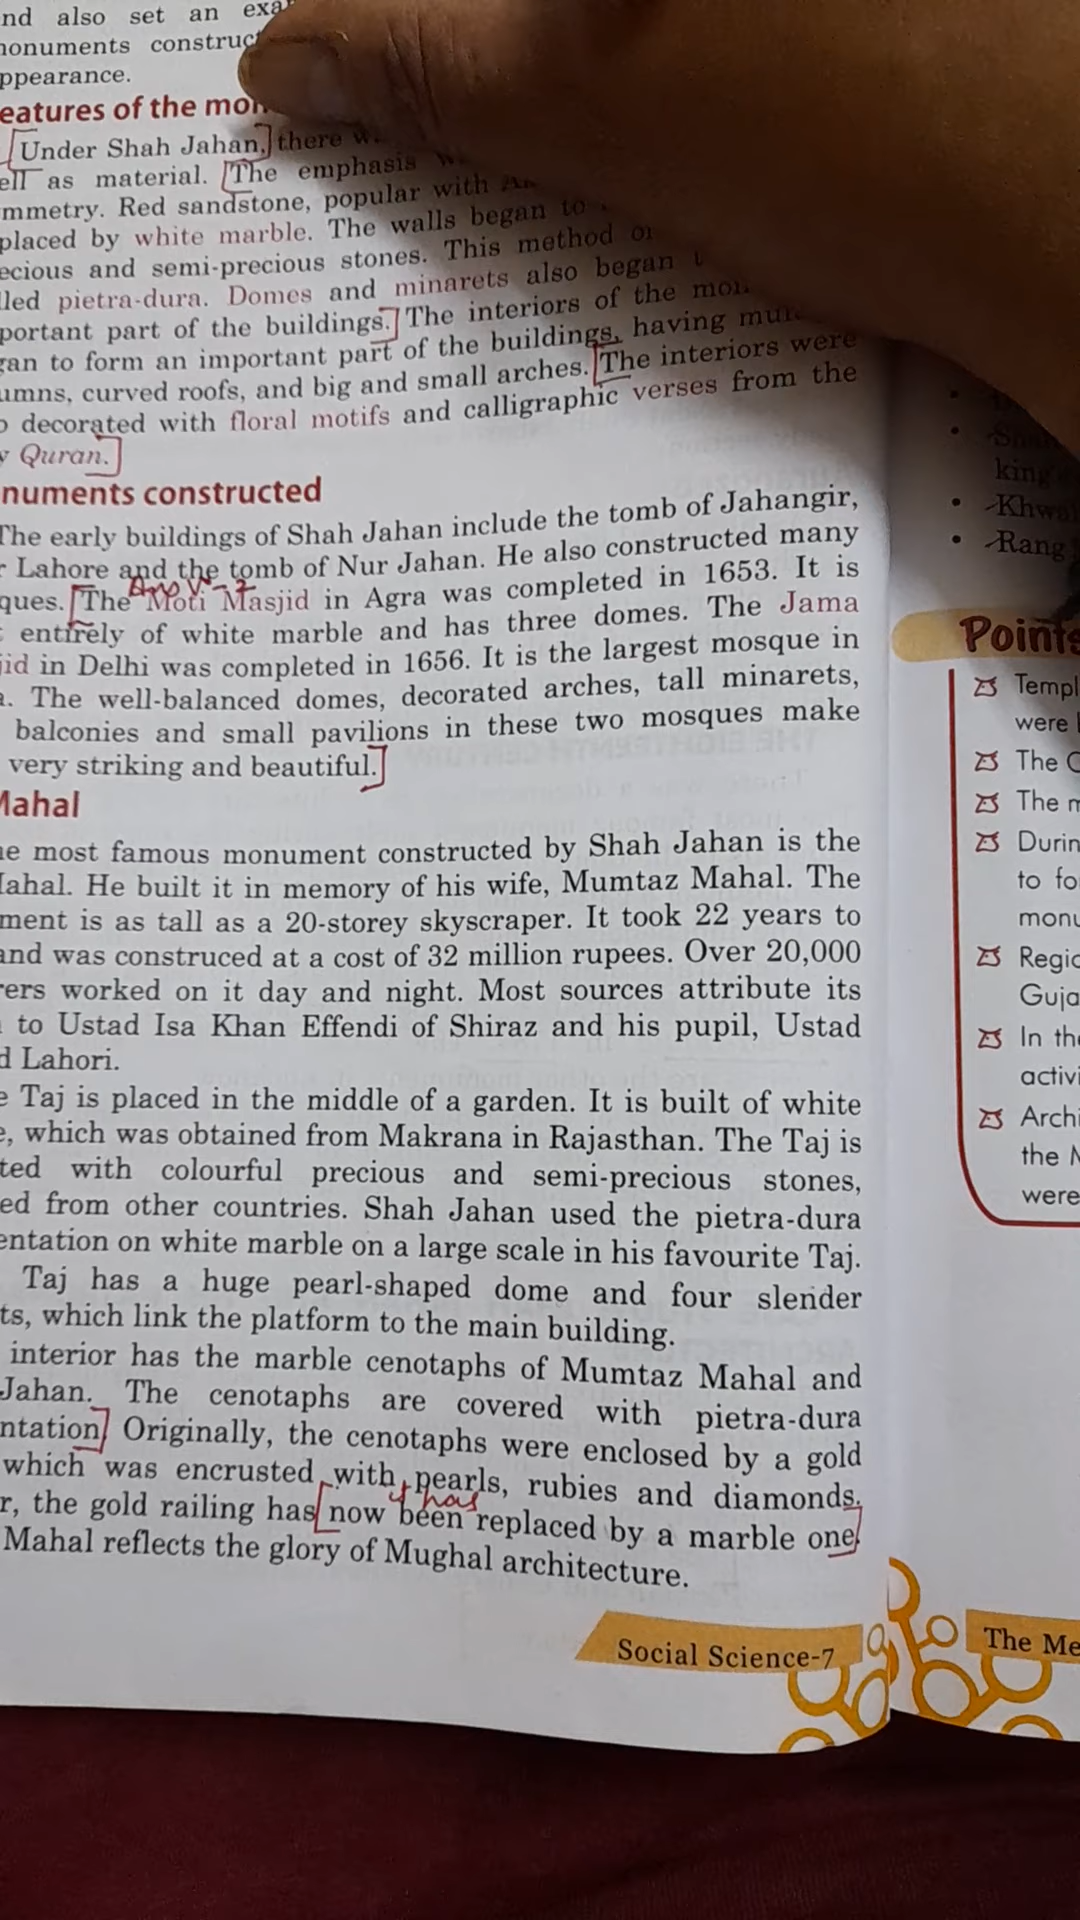 nd also set an exa
onuments construct
ppearance.
eatures of the mon
Under Shah Jahan, there w
ell as material. The emphasis
mmetry. Red sandstone, popular with
placed by white marble. The walls began to
ecious and semi-precious stones. This method of
lled pietra-dura. Domes and minarets also began t
portant part of the buildings. The interiors of the mon
gan to form an important part of the buildings, having mul
umns, curved roofs, and big and small arches. The interiors were
o decorated with floral motifs and calligraphic verses from the
y Quran.
numents constructed
The early buildings of Shah Jahan include the tomb of Jahangir,
r Lahore and the tomb of Nur Jahan. He also constructed many
Ans V-2
ques. The Moti Masjid in Agra was completed in 1653. It is
t entirely of white marble and has three domes. The Jama
jid in Delhi was completed in 1656. It is the largest mosque in
a. The well-balanced domes, decorated arches, tall minarets,
balconies and small pavilions in these two mosques make
very striking and beautiful.
Mahal
he most famous monument constructed by Shah Jahan is the
Mahal. He built it in memory of his wife, Mumtaz Mahal. The
ment is as tall as a 20-storey skyscraper. It took 22 years to
and was construced at a cost of 32 million rupees. Over 20,000
rers worked on it day and night. Most sources attribute its
n to Ustad Isa Khan Effendi of Shiraz and his pupil, Ustad
d Lahori.
e Taj is placed in the middle of a garden. It is built of white
e, which was obtained from Makrana in Rajasthan. The Taj is
ted with colourful precious and semi-precious stones,
ed from other countries. Shah Jahan used the pietra-dura
entation on white marble on a large scale in his favourite Taj.
Taj has a huge pearl-shaped dome and four slender
ts, which link the platform to the main building.
interior has the marble cenotaphs of Mumtaz Mahal and
Jahan. The cenotaphs are covered with pietra-dura
ntation. Originally, the cenotaphs were enclosed by a gold
which was encrusted with pearls, rubies and diamonds.
has
r, the gold railing has now been replaced by a marble one.
Mahal reflects the glory of Mughal architecture.
Social Science-7
king
Khwa
Rang
Points
Templ
were
The C
The m
Durin
to fo
monu
Regio
Guja
In the
activi
Archi
the M
were
The Me